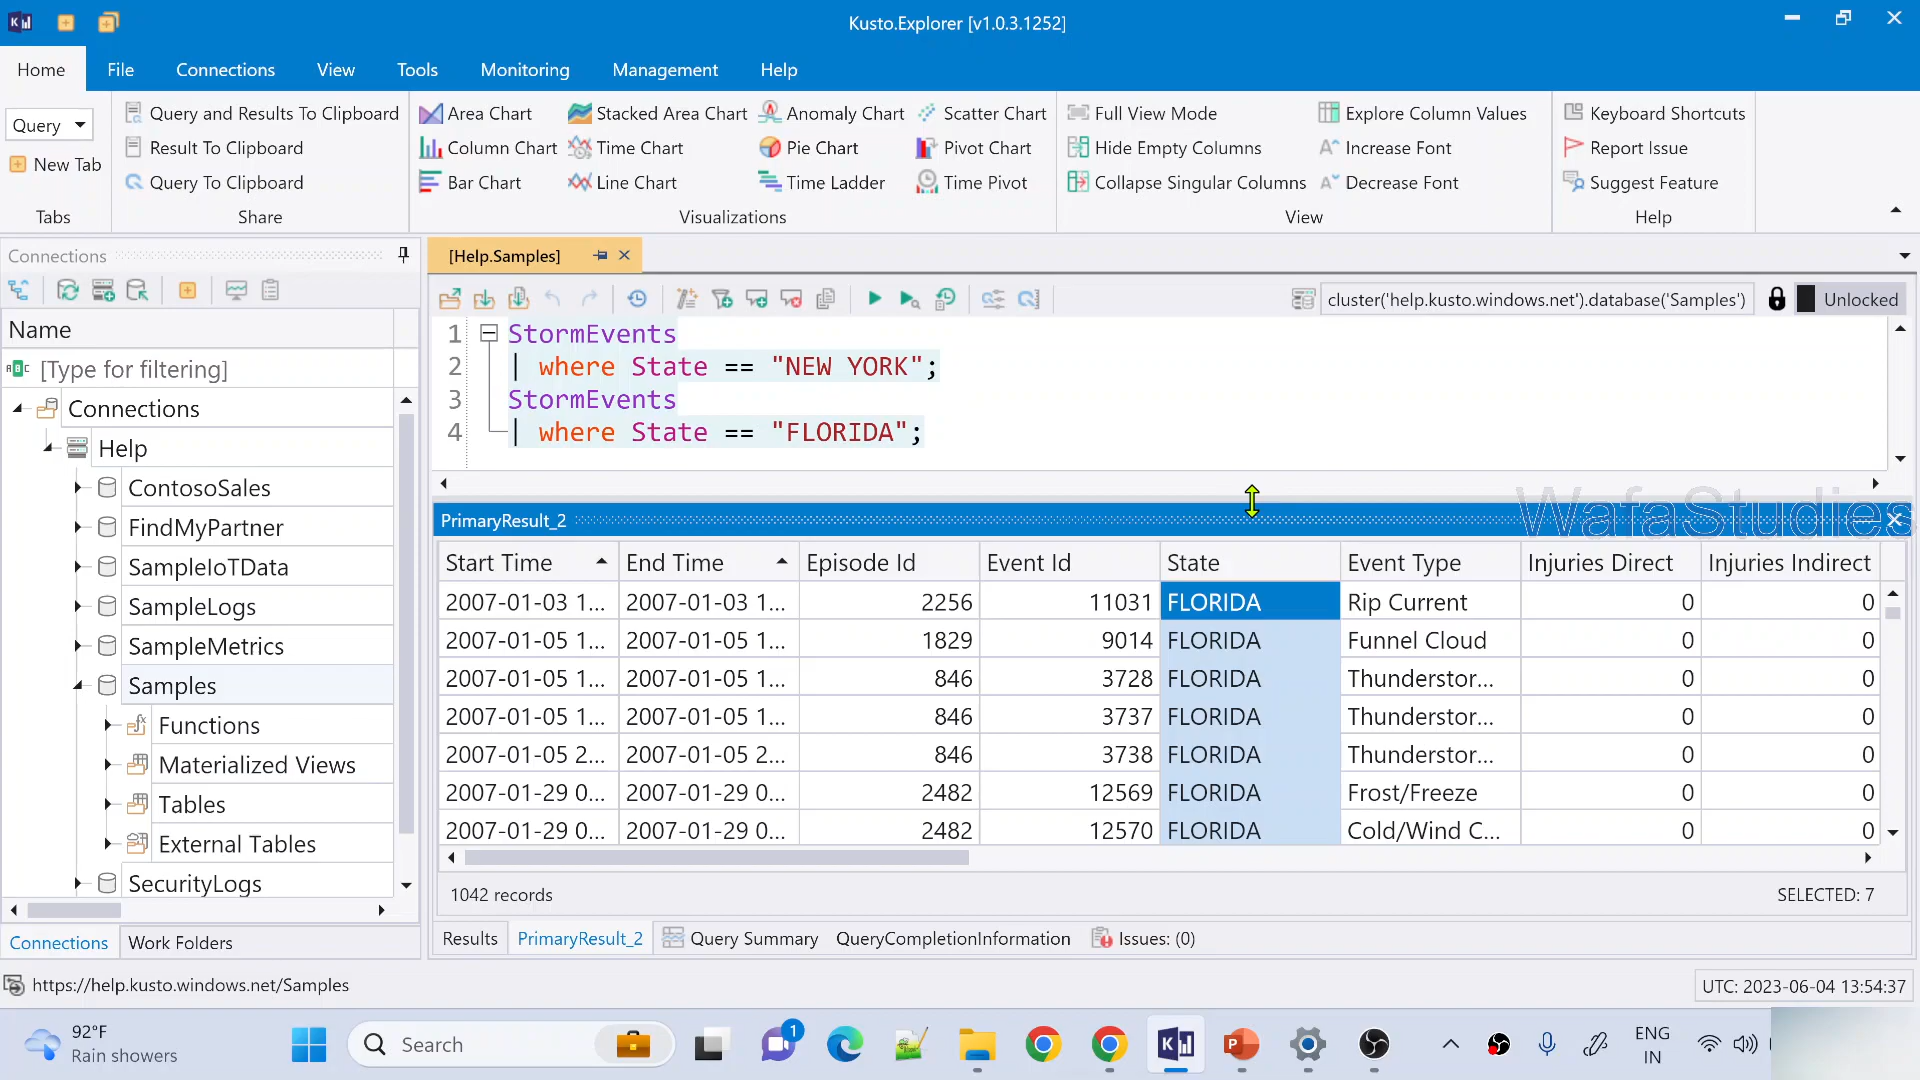 Kusto.Explorer [v1.0.3.1252]
Home File Connections View Tools Monitoring Management Help
Query
New Tab
Tabs
Query and Results To Clipboard
Result To Clipboard
Query To Clipboard
Share
Area Chart Stacked Area Chart Anomaly Chart Scatter Chart
Column Chart Time Chart Pie Chart Pivot Chart
Bar Chart Line Chart Time Ladder Time Pivot
Visualizations
Full View Mode Explore Column Values
Hide Empty Columns Increase Font
Collapse Singular Columns Decrease Font
View
Keyboard Shortcuts
Report Issue
Suggest Feature
Help
Connections
Name
[Type for filtering]
Connections
Help
ContosoSales
FindMyPartner
SampleIoTData
SampleLogs
SampleMetrics
Samples
Functions
Materialized Views
Tables
External Tables
SecurityLogs
Connections Work Folders
[Help.Samples]
cluster('help.kusto.windows.net').database('Samples') Unlocked
1 StormEvents
2 | where State == "NEW YORK";
3 StormEvents
4 | where State == "FLORIDA";
WafaStudies
PrimaryResult_2
Start Time End Time Episode Id Event Id State Event Type Injuries Direct Injuries Indirect
2007-01-03 1... 2007-01-03 1... 2256 11031 FLORIDA Rip Current 0 0
2007-01-05 1... 2007-01-05 1... 1829 9014 FLORIDA Funnel Cloud 0 0
2007-01-05 1... 2007-01-05 1... 846 3728 FLORIDA Thunderstor... 0 0
2007-01-05 1... 2007-01-05 1... 846 3737 FLORIDA Thunderstor... 0 0
2007-01-05 2... 2007-01-05 2... 846 3738 FLORIDA Thunderstor... 0 0
2007-01-29 0... 2007-01-29 0... 2482 12569 FLORIDA Frost/Freeze 0 0
2007-01-29 0... 2007-01-29 0... 2482 12570 FLORIDA Cold/Wind C... 0 0
1042 records SELECTED: 7
Results PrimaryResult_2 Query Summary QueryCompletionInformation Issues: (0)
https://help.kusto.windows.net/Samples UTC: 2023-06-04 13:54:37
92°F
Rain showers
Search
1
ENG
IN